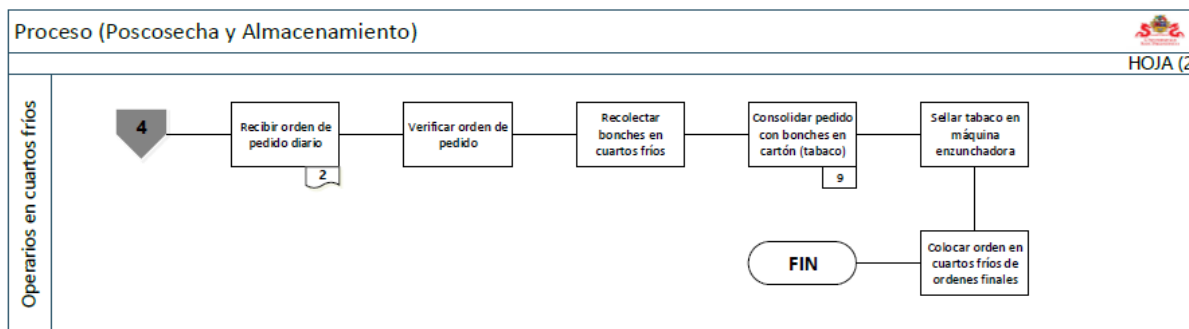 Proceso (Poscosecha y Almacenamiento)
HOJA (2
Operarios en cuartos fríos
4
Recibir orden de
pedido diario
2
Verificar orden de
pedido
Recolectar
bonches en
cuartos fríos
Consolidar pedido
con bonches en
cartón (tabaco)
9
Sellar tabaco en
máquina
enzunchadora
Colocar orden en
cuartos fríos de
ordenes finales
FIN